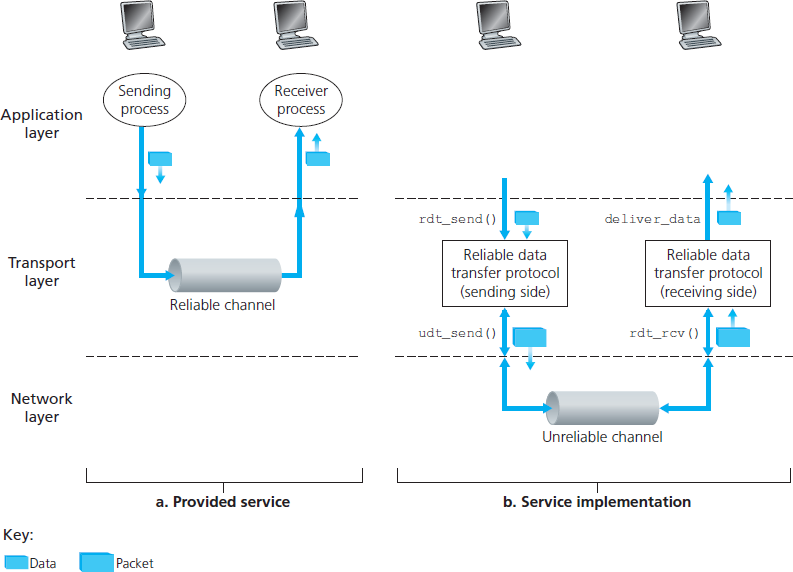 Sending
process
Receiver
process
Application
layer
rdt_send()
deliver_data
Transport
layer
Reliable channel
Reliable data
transfer protocol
(sending side)
Reliable data
transfer protocol
(receiving side)
udt_send()
rdt_rcv()
Network
layer
Unreliable channel
a. Provided service
b. Service implementation
Key:
Data
Packet